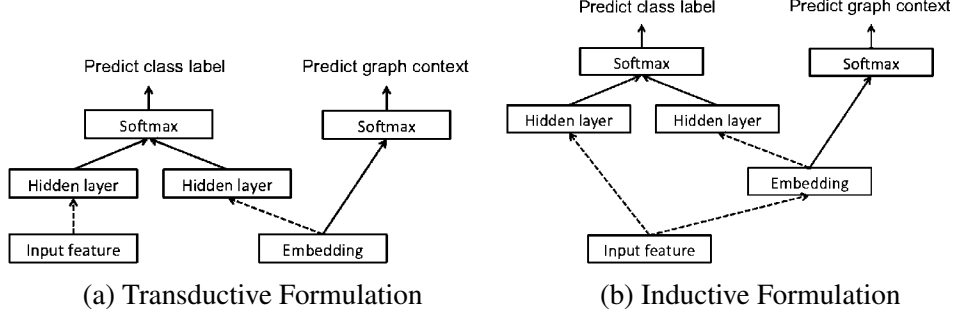 Predict class label
Predict graph context
Softmax
Softmax
Hidden layer
Hidden layer
Input feature
Embedding
(a) Transductive Formulation
Predict class label
Predict graph context
Softmax
Softmax
Hidden layer
Hidden layer
Embedding
Input feature
(b) Inductive Formulation